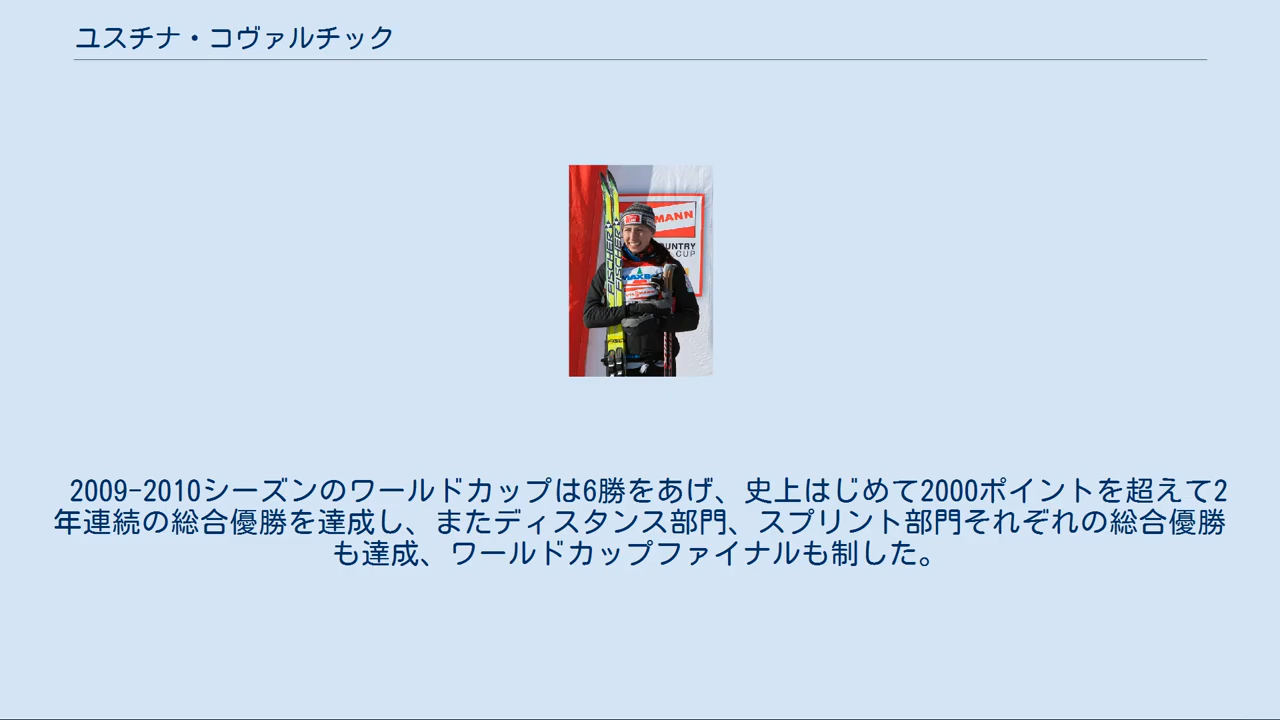 ユスチナ・コヴァルチック
MANN
UNTRY
CUP
FISCHER
FISCHER
2009-2010シーズンのワールドカップは6勝をあげ、史上はじめて2000ポイントを超えて2
年連続の総合優勝を達成し、またディスタンス部門、スプリント部門それぞれの総合優勝
も達成、ワールドカップファイナルも制した。